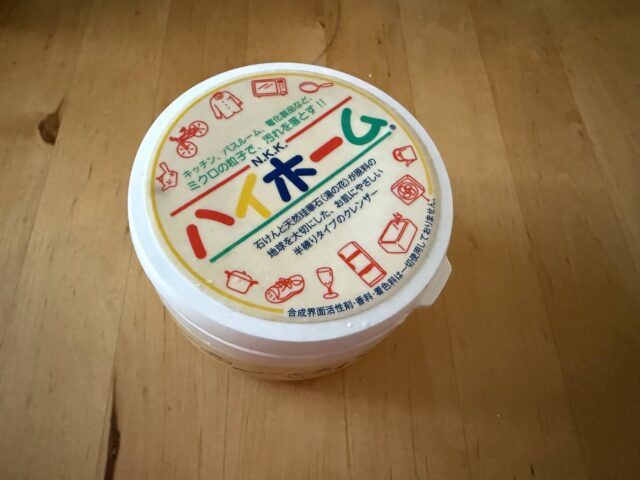 キッチン、バスルーム、電化製品など、
ミクロの粒子で、汚れを落とす!!
N.K.K.
ハイホーム®
石けんと天然珪華石(湯の花)が原料の
地球を大切にした、お肌にやさしい
半練りタイプのクレンザー
合成界面活性剤・香料・着色料は一切使用しておりません。